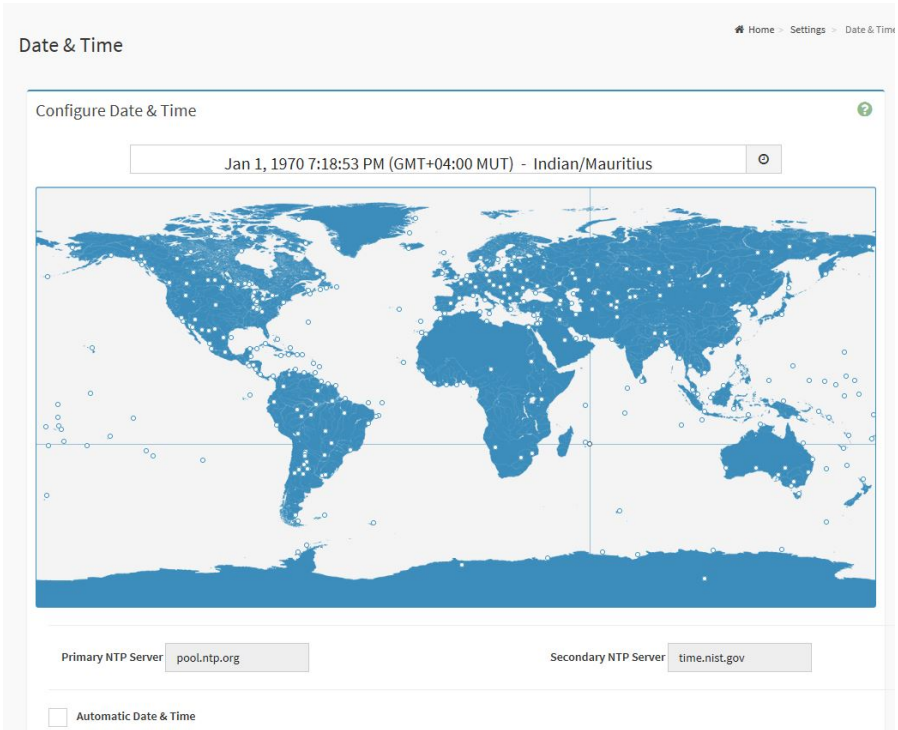 Home > Settings > Date & Time
Date & Time
Configure Date & Time
Jan 1, 1970 7:18:53 PM (GMT+04:00 MUT) - Indian/Mauritius
Primary NTP Server pool.ntp.org
Secondary NTP Server time.nist.gov
Automatic Date & Time